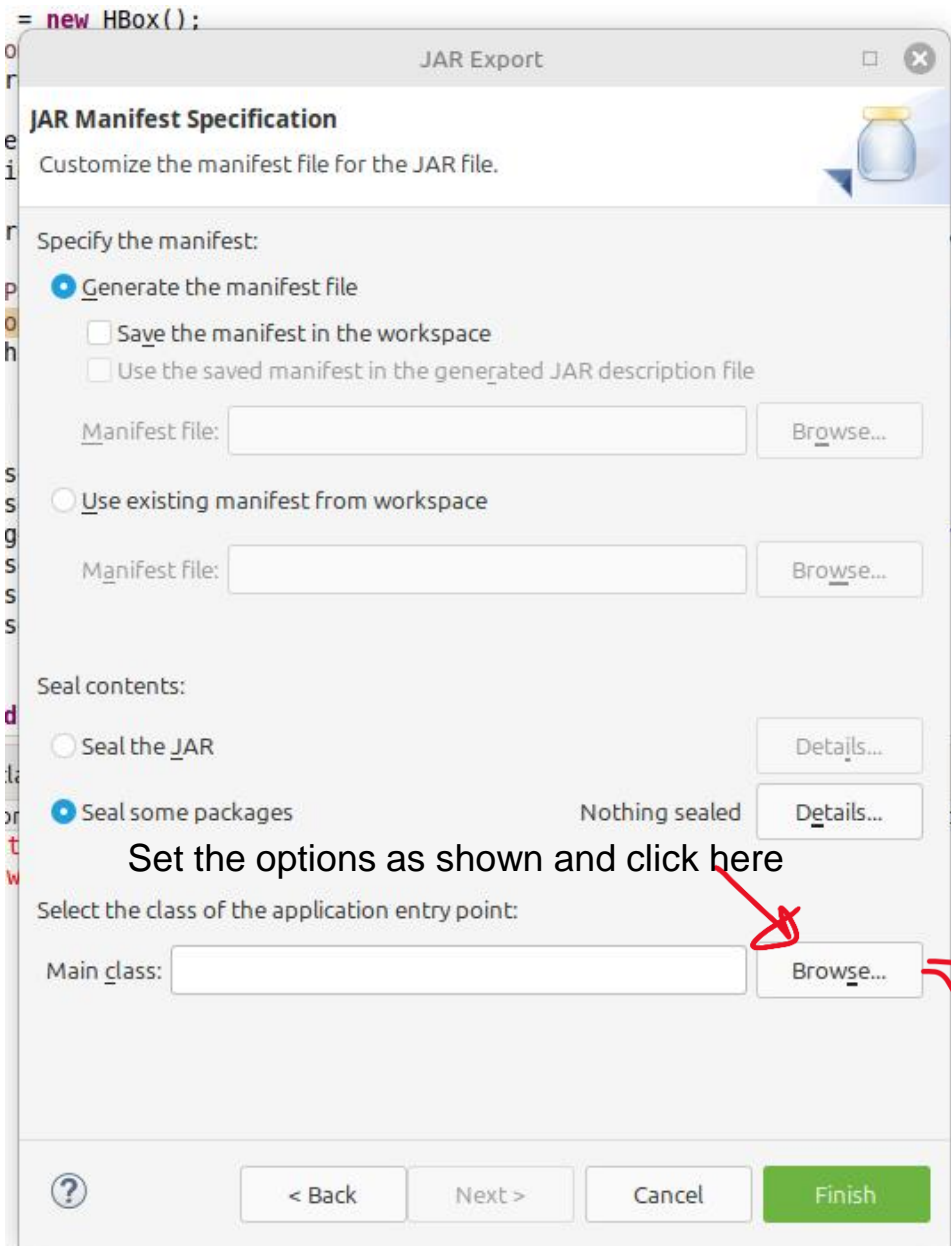 = new HBox();
JAR Export
JAR Manifest Specification
Customize the manifest file for the JAR file.
Specify the manifest:
Generate the manifest file
Save the manifest in the workspace
Use the saved manifest in the generated JAR description file
Manifest file:
Browse...
Use existing manifest from workspace
Manifest file:
Browse...
Seal contents:
Seal the JAR
Details...
Seal some packages
Nothing sealed
Details...
Set the options as shown and click here
Select the class of the application entry point:
Main class:
Browse...
?
< Back
Next >
Cancel
Finish